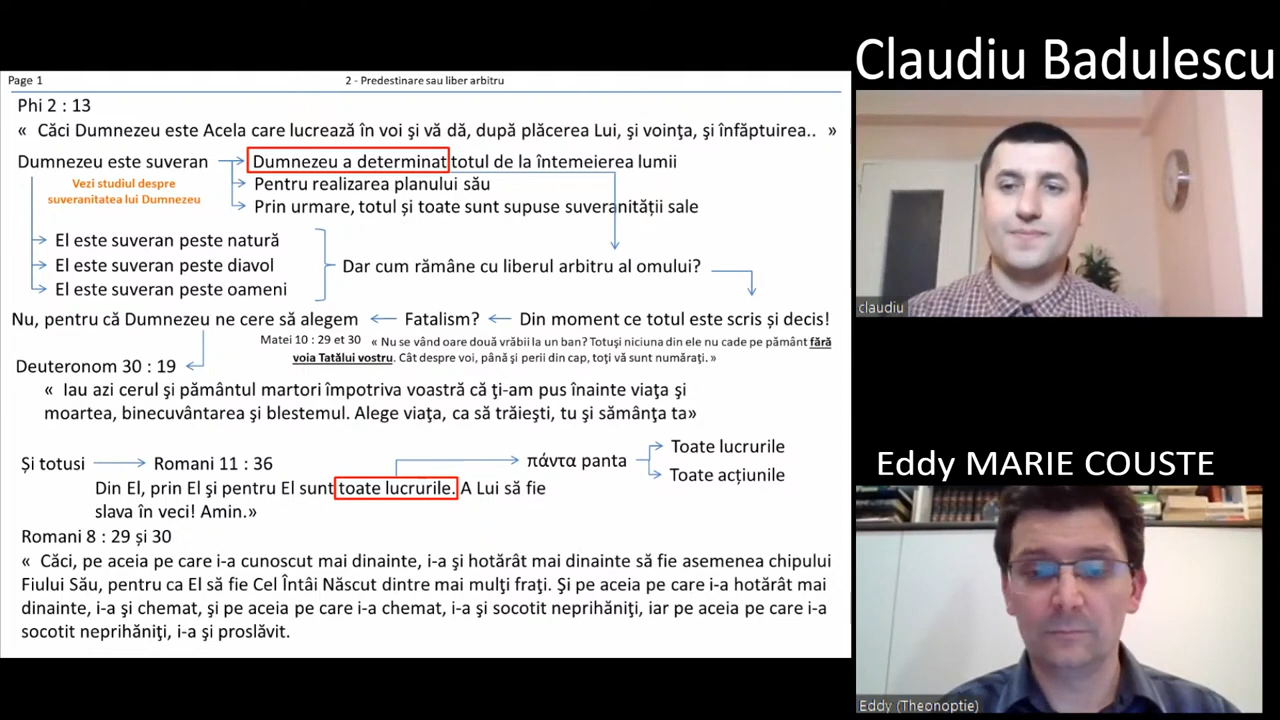 Claudiu Badulescu
Page 1
2 - Predestinare sau liber arbitru
Phi 2 : 13
« Căci Dumnezeu este Acela care lucrează în voi şi vă dă, după plăcerea Lui, şi voinţa, şi înfăptuirea.. »
Dumnezeu este suveran
Dumnezeu a determinat totul de la întemeierea lumii
Vezi studiul despre
suveranitatea lui Dumnezeu
Pentru realizarea planului său
Prin urmare, totul și toate sunt supuse suveranității sale
El este suveran peste natură
El este suveran peste diavol
El este suveran peste oameni
Dar cum rămâne cu liberul arbitru al omului?
Nu, pentru că Dumnezeu ne cere să alegem
Fatalism?
Din moment ce totul este scris și decis!
Matei 10 : 29 et 30
« Nu se vând oare două vrăbii la un ban? Totuşi niciuna din ele nu cade pe pământ fără
voia Tatălui vostru. Cât despre voi, până şi perii din cap, toţi vă sunt număraţi. »
Deuteronom 30 : 19
« Iau azi cerul şi pământul martori împotriva voastră că ţi-am pus înainte viaţa şi
moartea, binecuvântarea şi blestemul. Alege viaţa, ca să trăieşti, tu şi sămânţa ta»
Și totusi
Romani 11 : 36
πάντα panta
Toate lucrurile
Toate acțiunile
Din El, prin El şi pentru El sunt toate lucrurile. A Lui să fie
slava în veci! Amin.»
Romani 8 : 29 și 30
« Căci, pe aceia pe care i-a cunoscut mai dinainte, i-a şi hotărât mai dinainte să fie asemenea chipului
Fiului Său, pentru ca El să fie Cel Întâi Născut dintre mai mulţi fraţi. Şi pe aceia pe care i-a hotărât mai
dinainte, i-a şi chemat, şi pe aceia pe care i-a chemat, i-a şi socotit neprihăniţi, iar pe aceia pe care i-a
socotit neprihăniţi, i-a şi proslăvit.
claudiu
Eddy MARIE COUSTE
Eddy (Theonoptie)